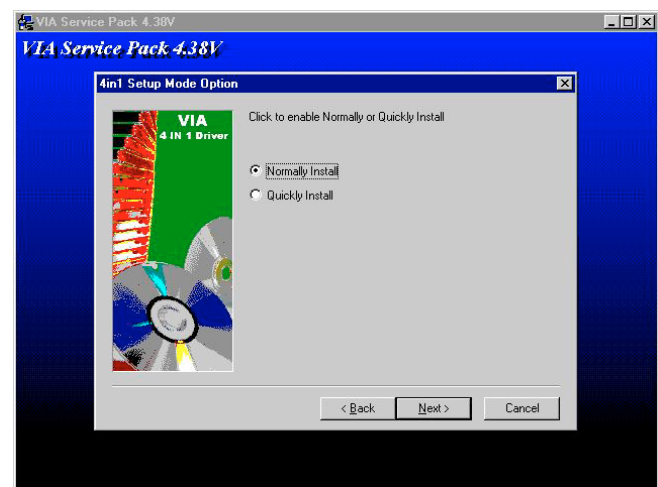 VIA Service Pack 4.38V
VIA Service Pack 4.38V
4in1 Setup Mode Option
VIA
4 IN 1 Driver
Click to enable Normally or Quickly Install
Normally Install
Quickly Install
< Back
Next >
Cancel